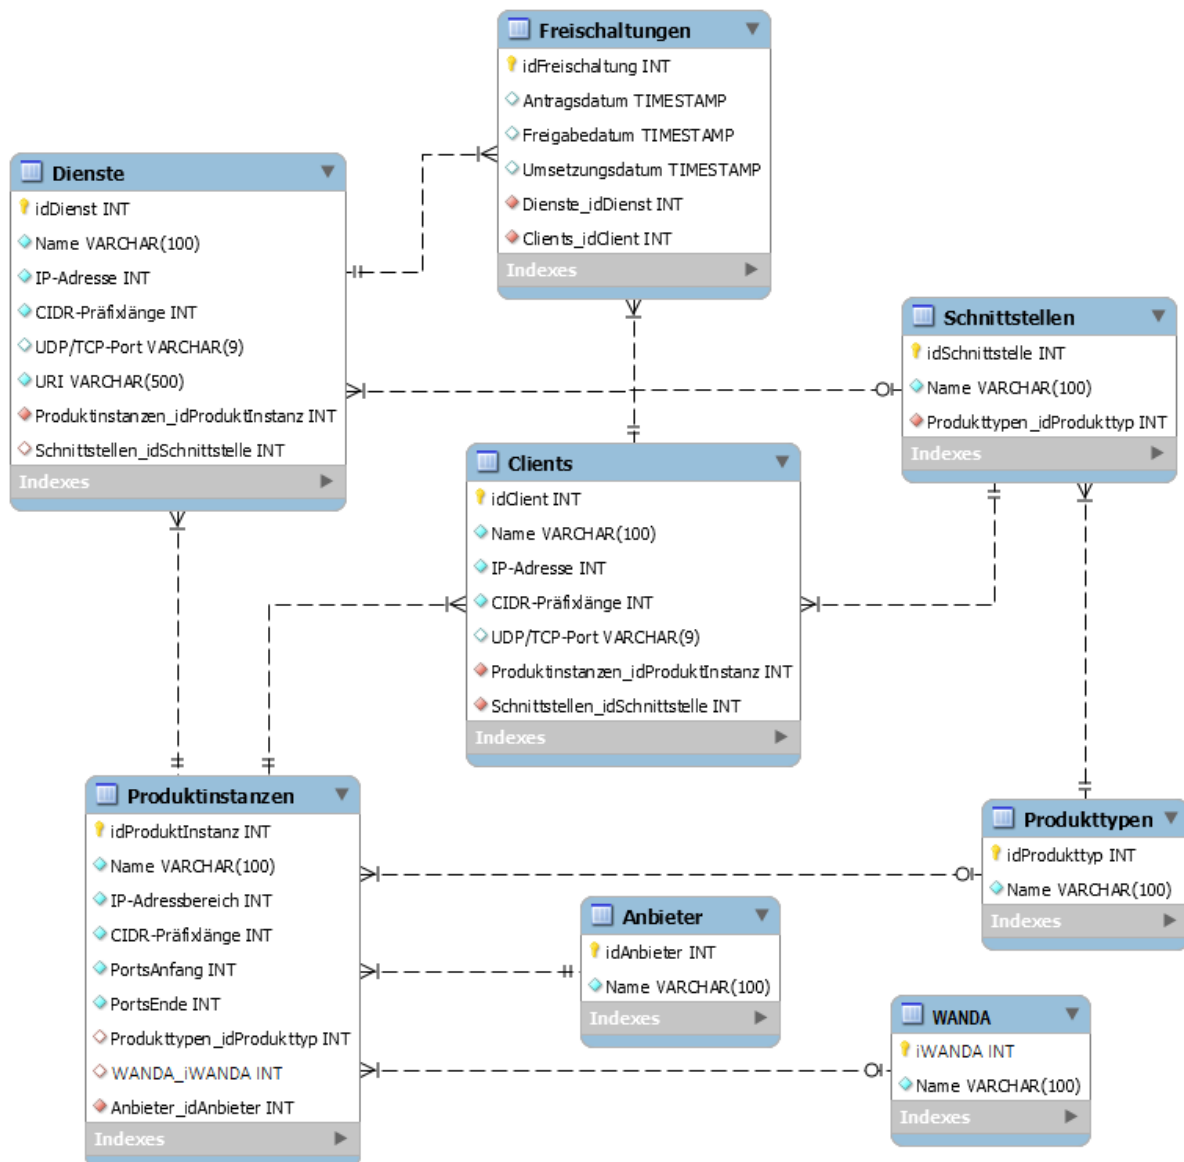 Freischaltungen
idFreischaltung INT
Antragsdatum TIMESTAMP
Freigabedatum TIMESTAMP
Umsetzungsdatum TIMESTAMP
Dienste_idDienst INT
Clients_idClient INT
Indexes
Dienste
idDienst INT
Name VARCHAR(100)
IP-Adresse INT
CIDR-Präfixlänge INT
UDP/TCP-Port VARCHAR(9)
URI VARCHAR(500)
Produktinstanzen_idProduktInstanz INT
Schnittstellen_idSchnittstelle INT
Indexes
Schnittstellen
idSchnittstelle INT
Name VARCHAR(100)
Produkttypen_idProdukttyp INT
Indexes
Clients
idClient INT
Name VARCHAR(100)
IP-Adresse INT
CIDR-Präfixlänge INT
UDP/TCP-Port VARCHAR(9)
Produktinstanzen_idProduktInstanz INT
Schnittstellen_idSchnittstelle INT
Indexes
Produktinstanzen
idProduktInstanz INT
Name VARCHAR(100)
IP-Adressbereich INT
CIDR-Präfixlänge INT
PortsAnfang INT
PortsEnde INT
Produkttypen_idProdukttyp INT
WANDA_iWANDA INT
Anbieter_idAnbieter INT
Indexes
Produkttypen
idProdukttyp INT
Name VARCHAR(100)
Indexes
Anbieter
idAnbieter INT
Name VARCHAR(100)
Indexes
WANDA
iWANDA INT
Name VARCHAR(100)
Indexes